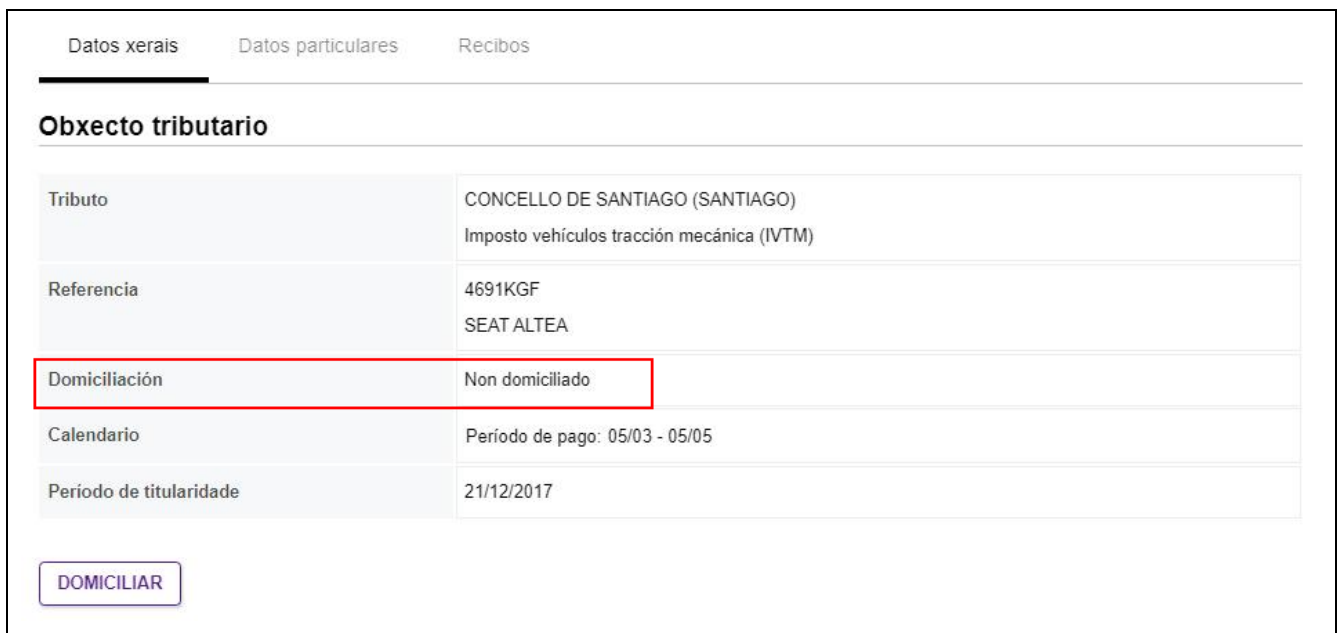 Datos xerais Datos particulares Recibos
Obxecto tributario
Tributo CONCELLO DE SANTIAGO (SANTIAGO)
Imposto vehículos tracción mecánica (IVTM)
Referencia 4691KGF
SEAT ALTEA
Domiciliación Non domiciliado
Calendario Período de pago: 05/03 - 05/05
Período de titularidade 21/12/2017
DOMICILIAR